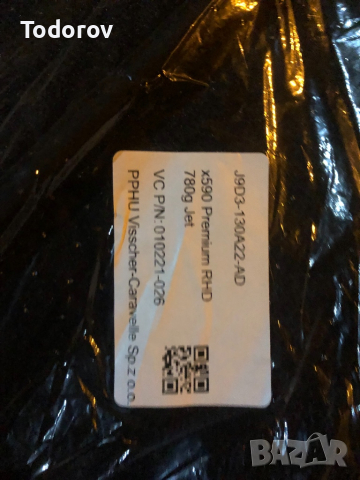 Todorov
J9D3-130A22-AD
x590 Premium RHD
780g Jet
VC P/N: 010221-026
PPHU Visscher-Caravelle Sp.z o.o.
BAZAR